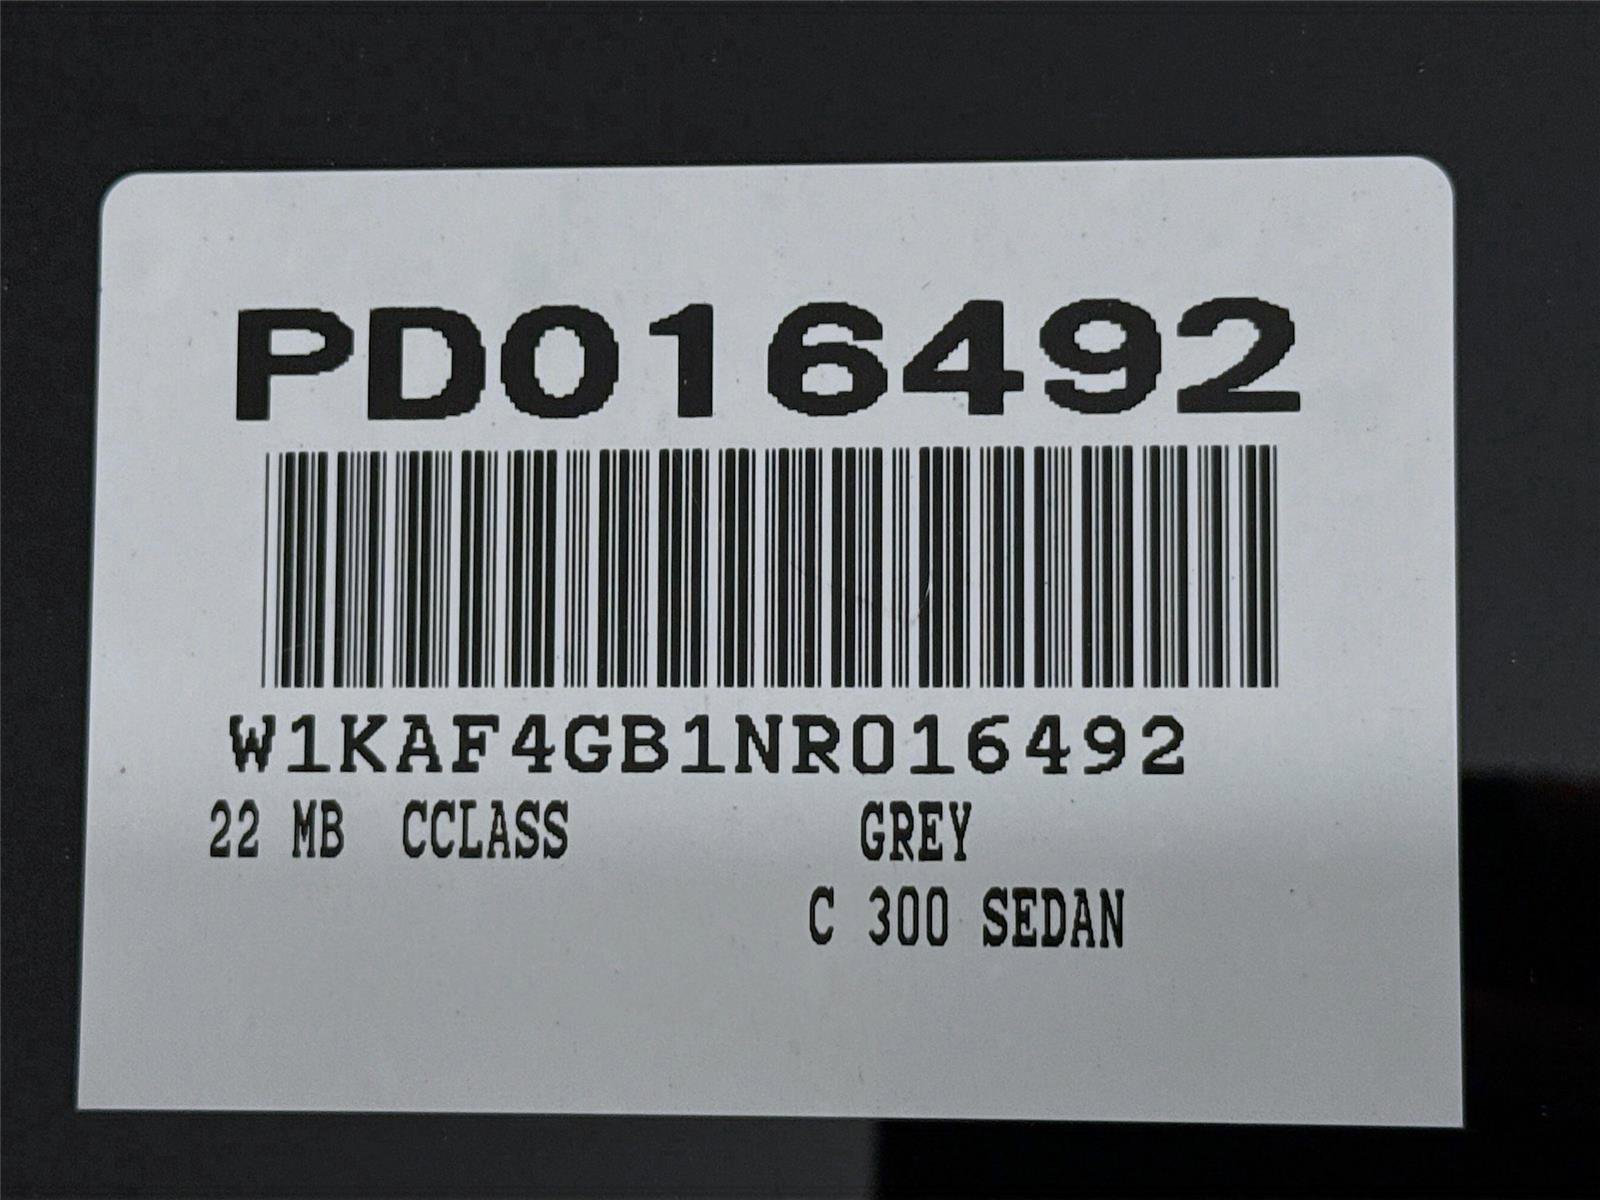 PD016492
W1KAF4GB1NR016492
22 MB CCLASS GREY
C 300 SEDAN